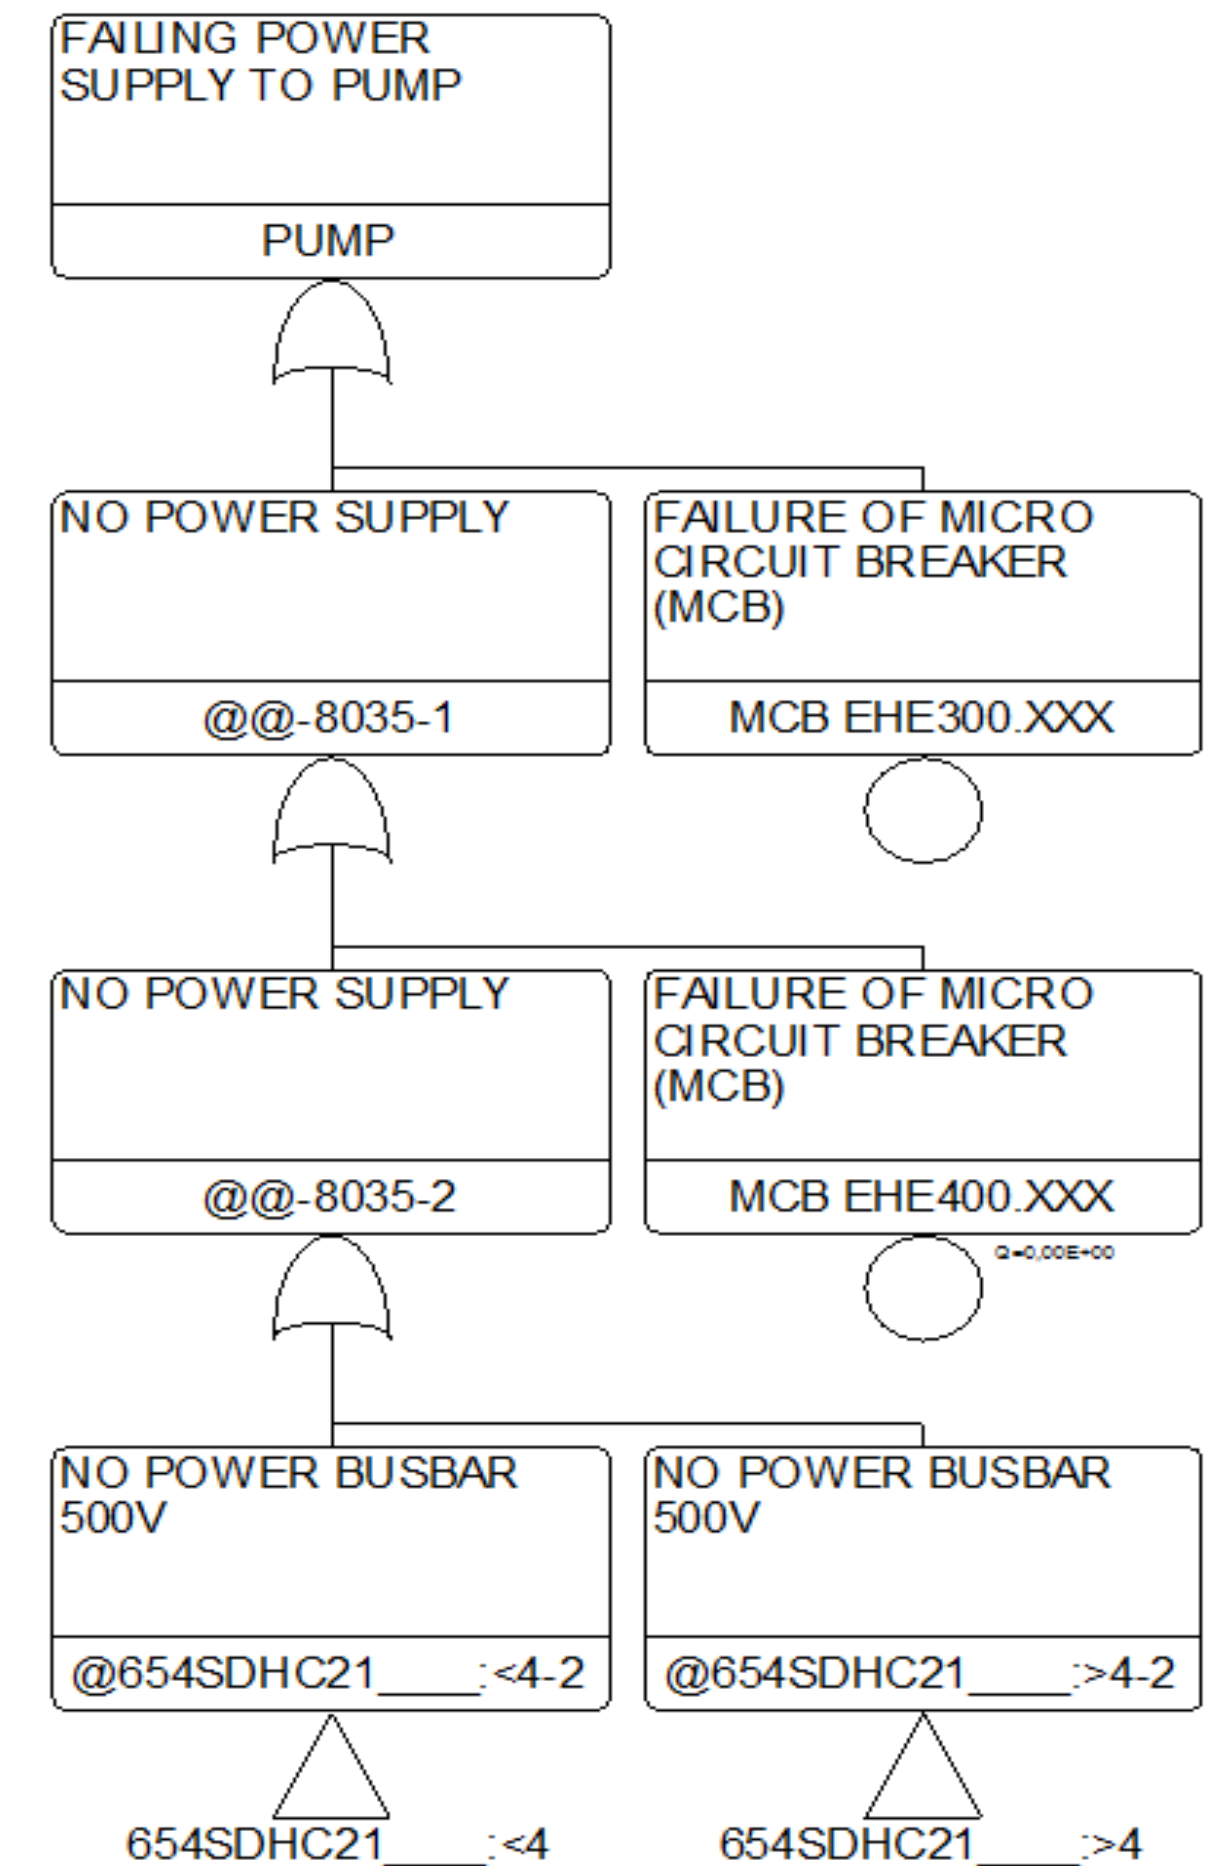 FAILING POWER
SUPPLY TO PUMP
PUMP
NO POWER SUPPLY
@@-8035-1
FAILURE OF MICRO
CIRCUIT BREAKER
(MCB)
MCB EHE300.XXX
NO POWER SUPPLY
@@-8035-2
FAILURE OF MICRO
CIRCUIT BREAKER
(MCB)
MCB EHE400.XXX
Q=0,00E+00
NO POWER BUSBAR
500V
@654SDHC21____:<4-2
654SDHC21____:<4
NO POWER BUSBAR
500V
@654SDHC21____:>4-2
654SDHC21____:>4